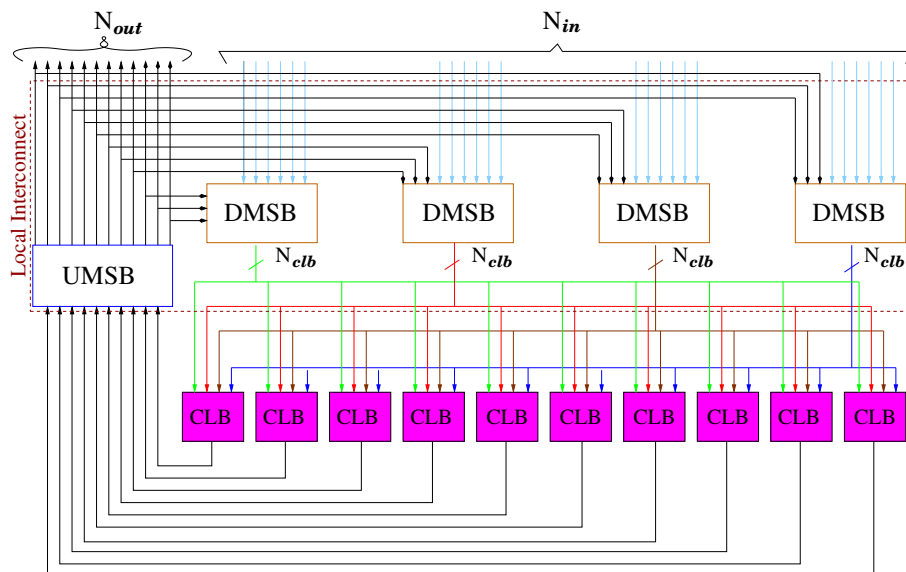 N_out N_in
Local Interconnect
DMSB DMSB DMSB DMSB
N_clb N_clb N_clb N_clb
UMSB
CLB CLB CLB CLB CLB CLB CLB CLB CLB CLB